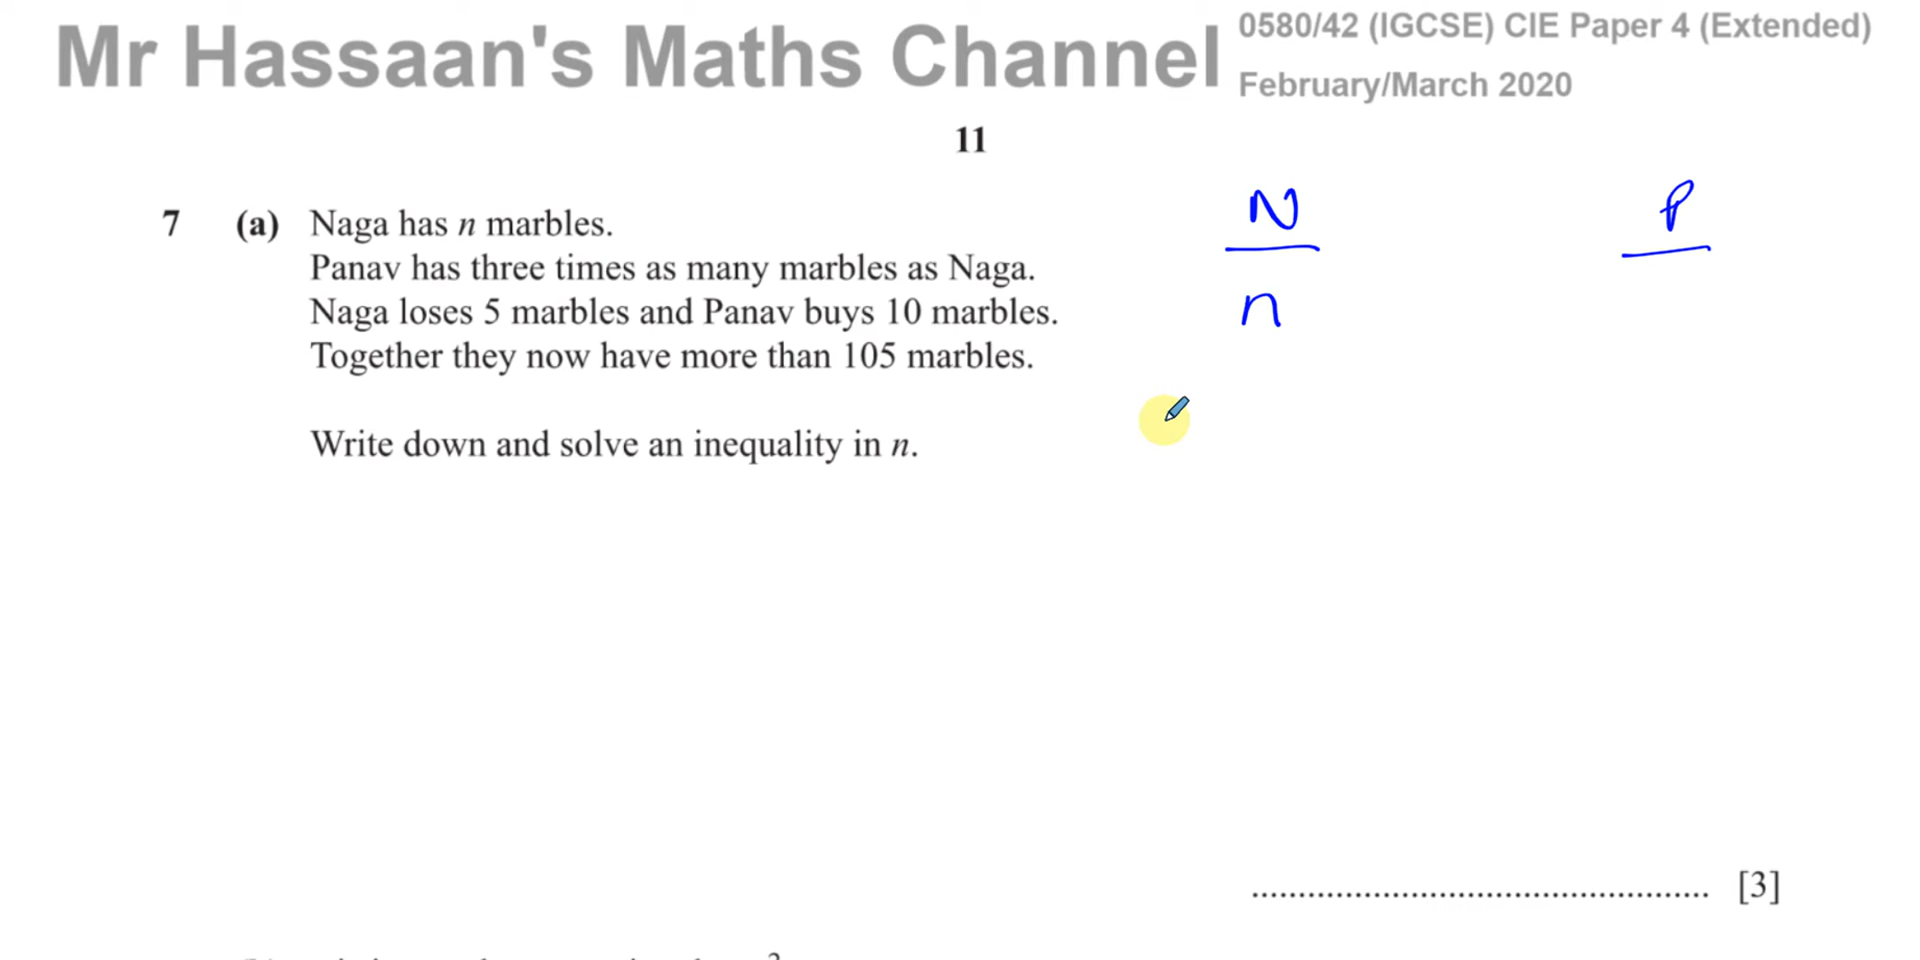 Mr Hassaan's Maths Channel
0580/42 (IGSCE) CIE Paper 4 (Extended)
February/March 2020
11
7 (a) Naga has n marbles.
Panav has three times as many marbles as Naga.
Naga loses 5 marbles and Panav buys 10 marbles.
Together they now have more than 105 marbles.
Write down and solve an inequality in n.
N P
n
.................................................. [3]